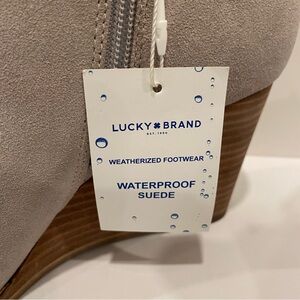 LUCKY BRAND
EST. 1990
WEATHERIZED FOOTWEAR
WATERPROOF
SUEDE